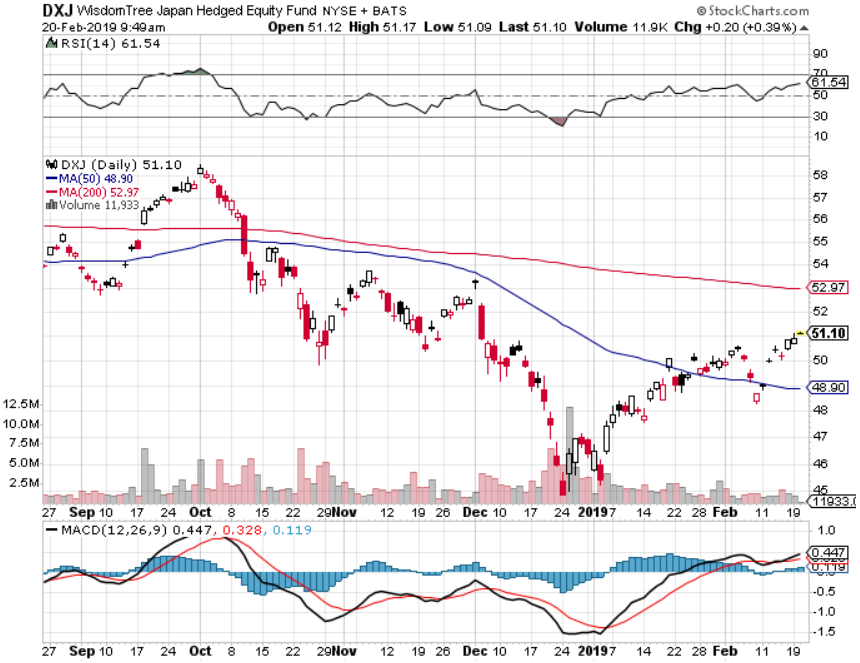 DXJ WisdomTree Japan Hedged Equity Fund NYSE + BATS © StockCharts.com
20-Feb-2019 9:49am Open 51.12 High 51.17 Low 51.09 Last 51.10 Volume 11.9K Chg +0.20 (+0.39%)
RSI(14) 61.54
90
70
61.54
50
30
10
DXJ (Daily) 51.10
MA(50) 48.90
MA(200) 52.97
Volume 11,933
58
57
56
55
54
52.97
52
51.10
50
48.90
48
47
46
45
12.5M
10.0M
7.5M
5.0M
2.5M
11933.0
27 Sep 10 17 24 Oct 8 15 22 29 Nov 12 19 26 Dec 10 17 24 2019 7 14 22 28 Feb 11 19
MACD(12,26,9) 0.447, 0.328, 0.119
1.0
0.447
0.119
-0.5
-1.0
-1.5
27 Sep 10 17 24 Oct 8 15 22 29 Nov 12 19 26 Dec 10 17 24 2019 7 14 22 28 Feb 11 19